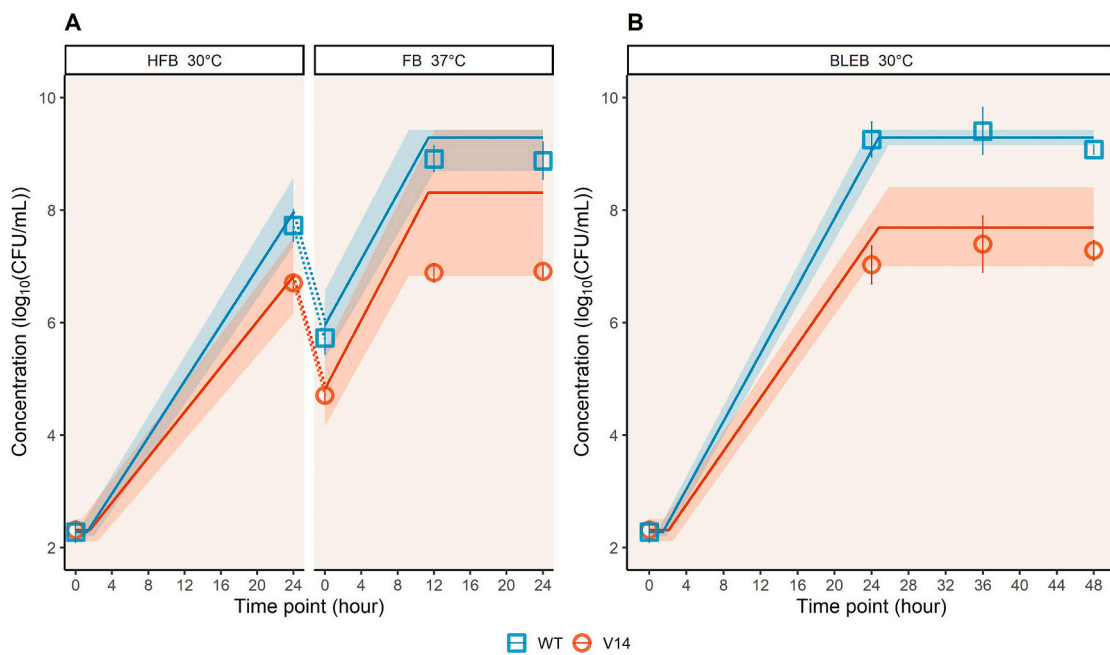 A
B
HFB 30°C
FB 37°C
BLEB 30°C
Concentration (log10(CFU/mL))
10
8
6
4
2
0 4 8 12 16 20 24
0 4 8 12 16 20 24
Time point (hour)
Concentration (log10(CFU/mL))
10
8
6
4
2
0 4 8 12 16 20 24 28 32 36 40 44 48
Time point (hour)
WT V14